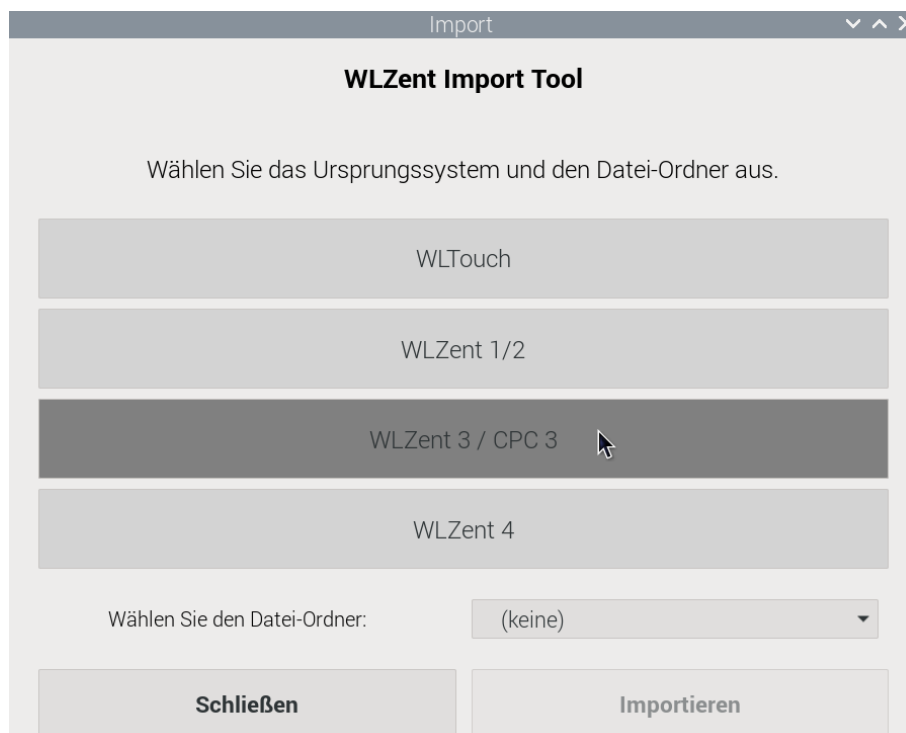 Import
WLZent Import Tool
Wählen Sie das Ursprungssystem und den Datei-Ordner aus.
WLTouch
WLZent 1/2
WLZent 3 / CPC 3
WLZent 4
Wählen Sie den Datei-Ordner: (keine)
Schließen Importieren